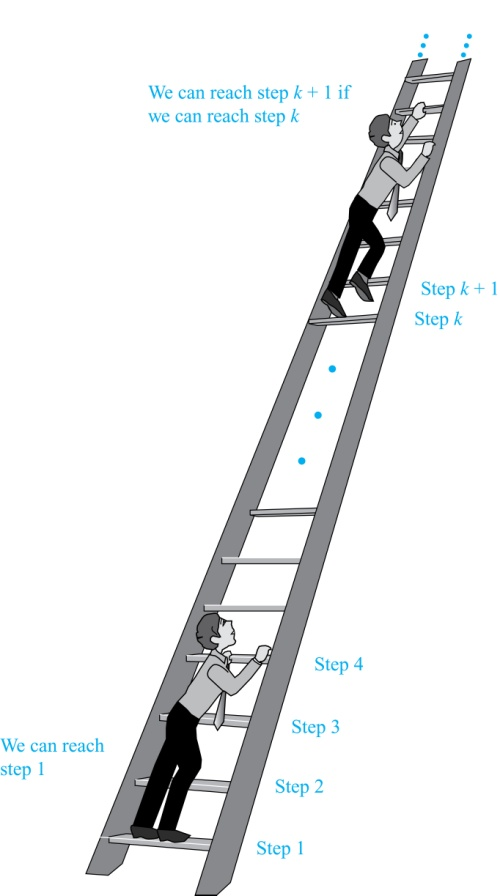 We can reach step k + 1 if
we can reach step k
Step k + 1
Step k
Step 4
Step 3
We can reach
step 1
Step 2
Step 1